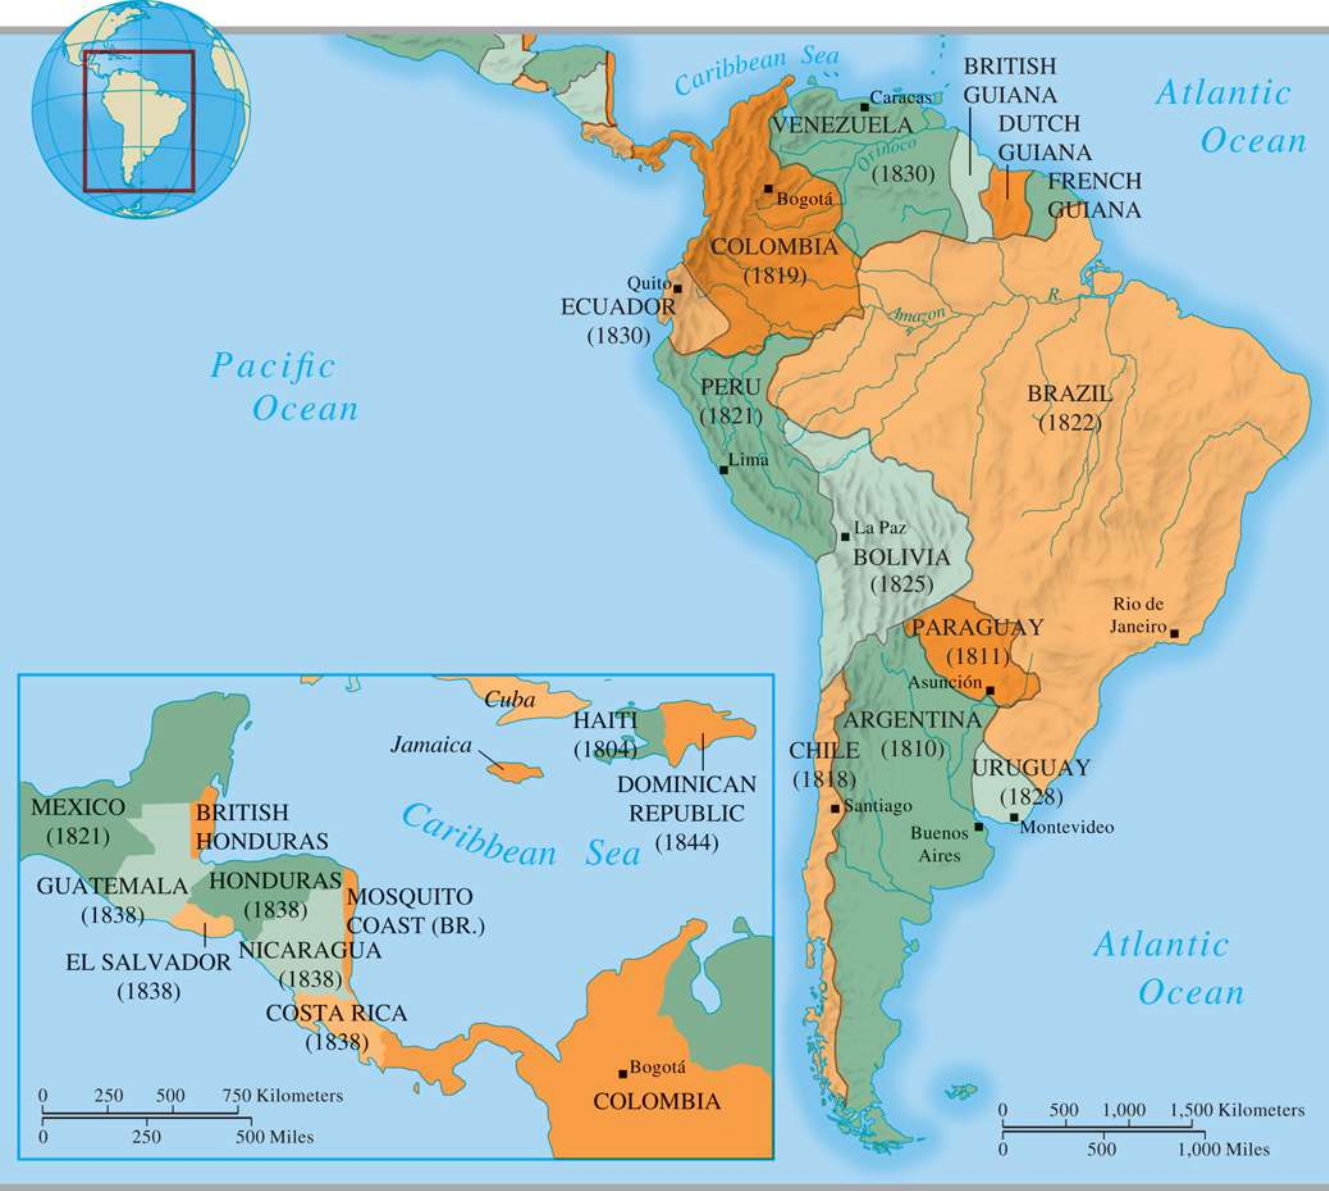 Caribbean Sea
Atlantic
Ocean
BRITISH
GUIANA
DUTCH
GUIANA
FRENCH
GUIANA
Caracas
VENEZUELA
Orinoco
(1830)
Bogotá
COLOMBIA
(1819)
Quito
ECUADOR
(1830)
Amazon
R.
Pacific
Ocean
PERU
(1821)
BRAZIL
(1822)
Lima
La Paz
BOLIVIA
(1825)
Rio de
Janeiro
PARAGUAY
(1811)
Asunción
ARGENTINA
(1810)
CHILE
(1818)
URUGUAY
(1828)
Santiago
Buenos
Aires
Montevideo
Atlantic
Ocean
0 500 1,000 1,500 Kilometers
0 500 1,000 Miles
Cuba
HAITI
(1804)
Jamaica
DOMINICAN
REPUBLIC
(1844)
Caribbean Sea
MEXICO
(1821)
BRITISH
HONDURAS
GUATEMALA
(1838)
HONDURAS
(1838)
MOSQUITO
COAST (BR.)
EL SALVADOR
(1838)
NICARAGUA
(1838)
COSTA RICA
(1838)
Bogotá
COLOMBIA
0 250 500 750 Kilometers
0 250 500 Miles